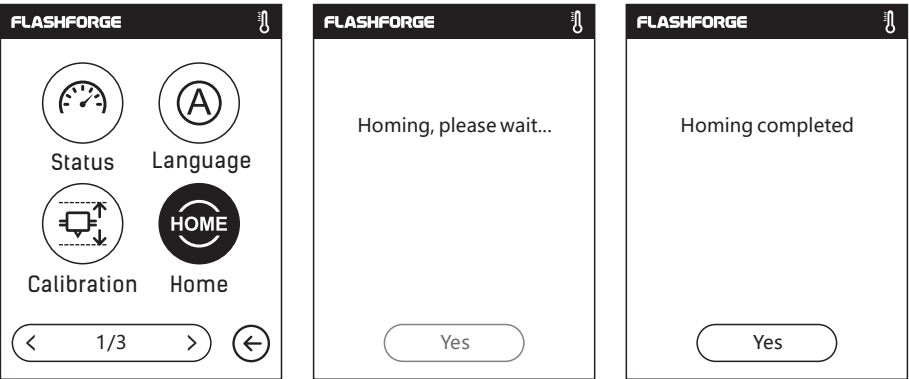 FLASHFORGE
Status
Language
A
HOME
Calibration
Home
< 1/3 >
FLASHFORGE
Homing, please wait...
Yes
FLASHFORGE
Homing completed
Yes